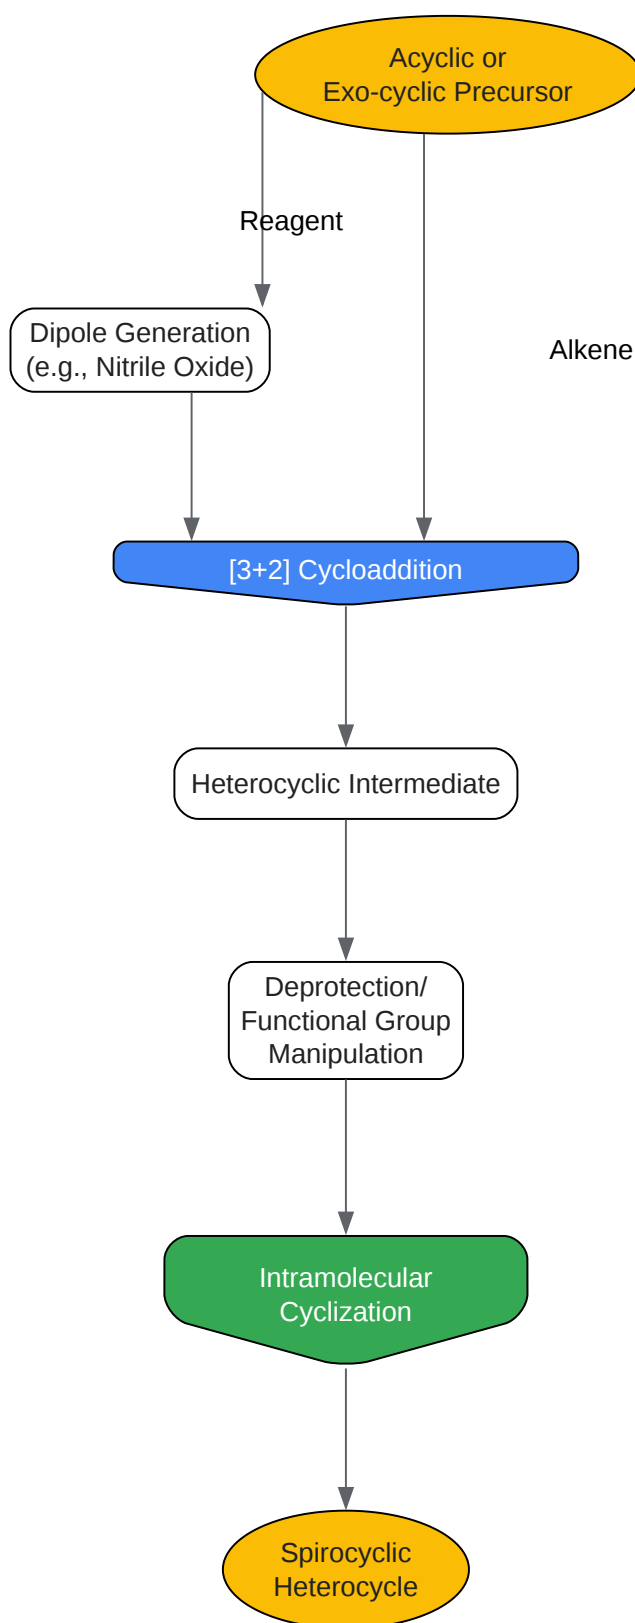 Acyclic or
Exo-cyclic Precursor
Reagent
Dipole Generation
(e.g., Nitrile Oxide)
Alkene
[3+2] Cycloaddition
Heterocyclic Intermediate
Deprotection/
Functional Group
Manipulation
Intramolecular
Cyclization
Spirocyclic
Heterocycle